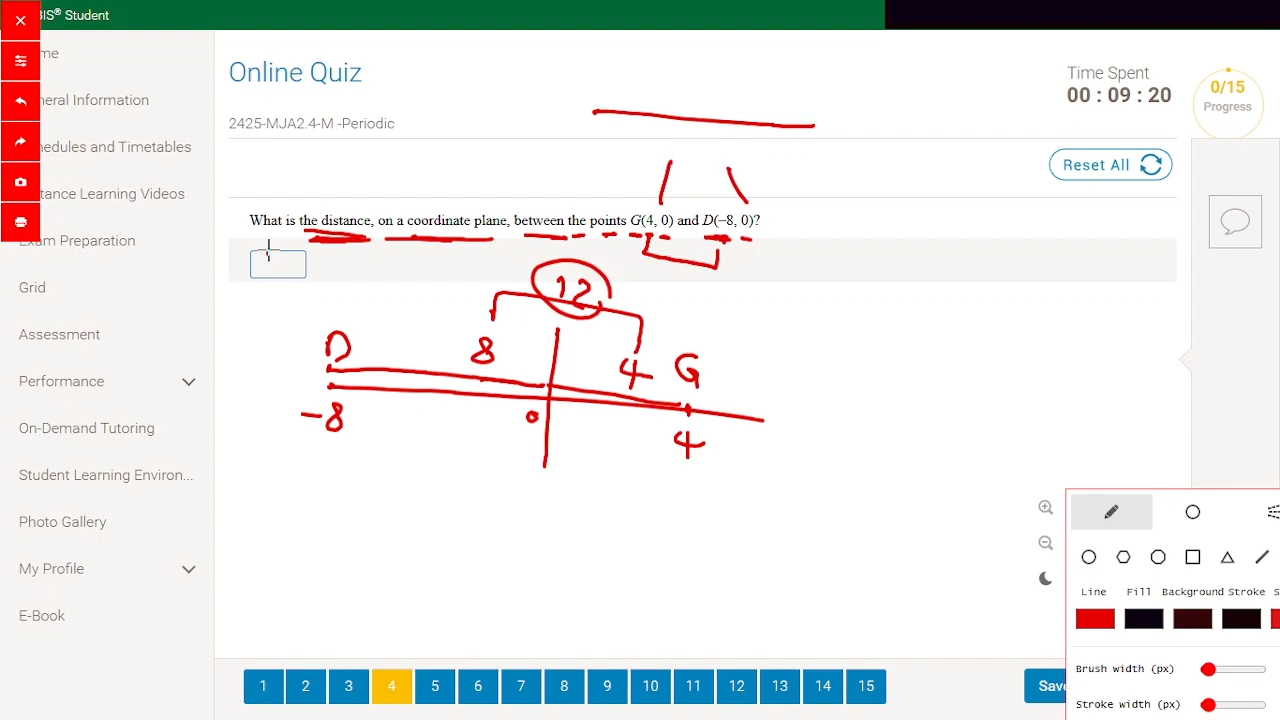 BIS® Student
Online Quiz
Time Spent
00 : 09 : 20
0/15
Progress
2425-MJA2.4-M -Periodic
Reset All
me
neral Information
hedules and Timetables
stance Learning Videos
Exam Preparation
Grid
Assessment
Performance
On-Demand Tutoring
Student Learning Environ...
Photo Gallery
My Profile
E-Book
What is the distance, on a coordinate plane, between the points G(4, 0) and D(−8, 0)?
12
D 8 4 G
-8 0 4
Line Fill Background Stroke S
Brush width (px)
Stroke width (px)
1 2 3 4 5 6 7 8 9 10 11 12 13 14 15
Save